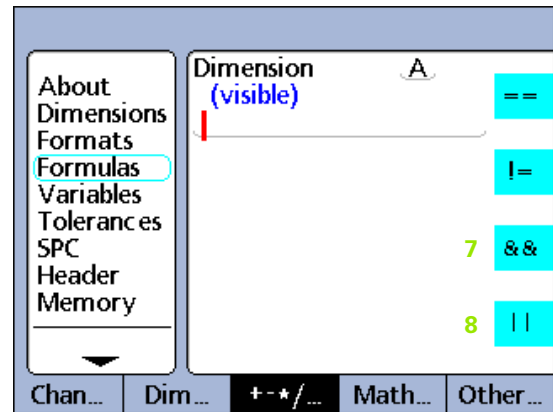 About
Dimensions
Formats
Formulas
Variables
Tolerances
SPC
Header
Memory
Dimension A
(visible)
==
!=
7 &&
8 ||
Chan... Dim... +-*/... Math... Other...